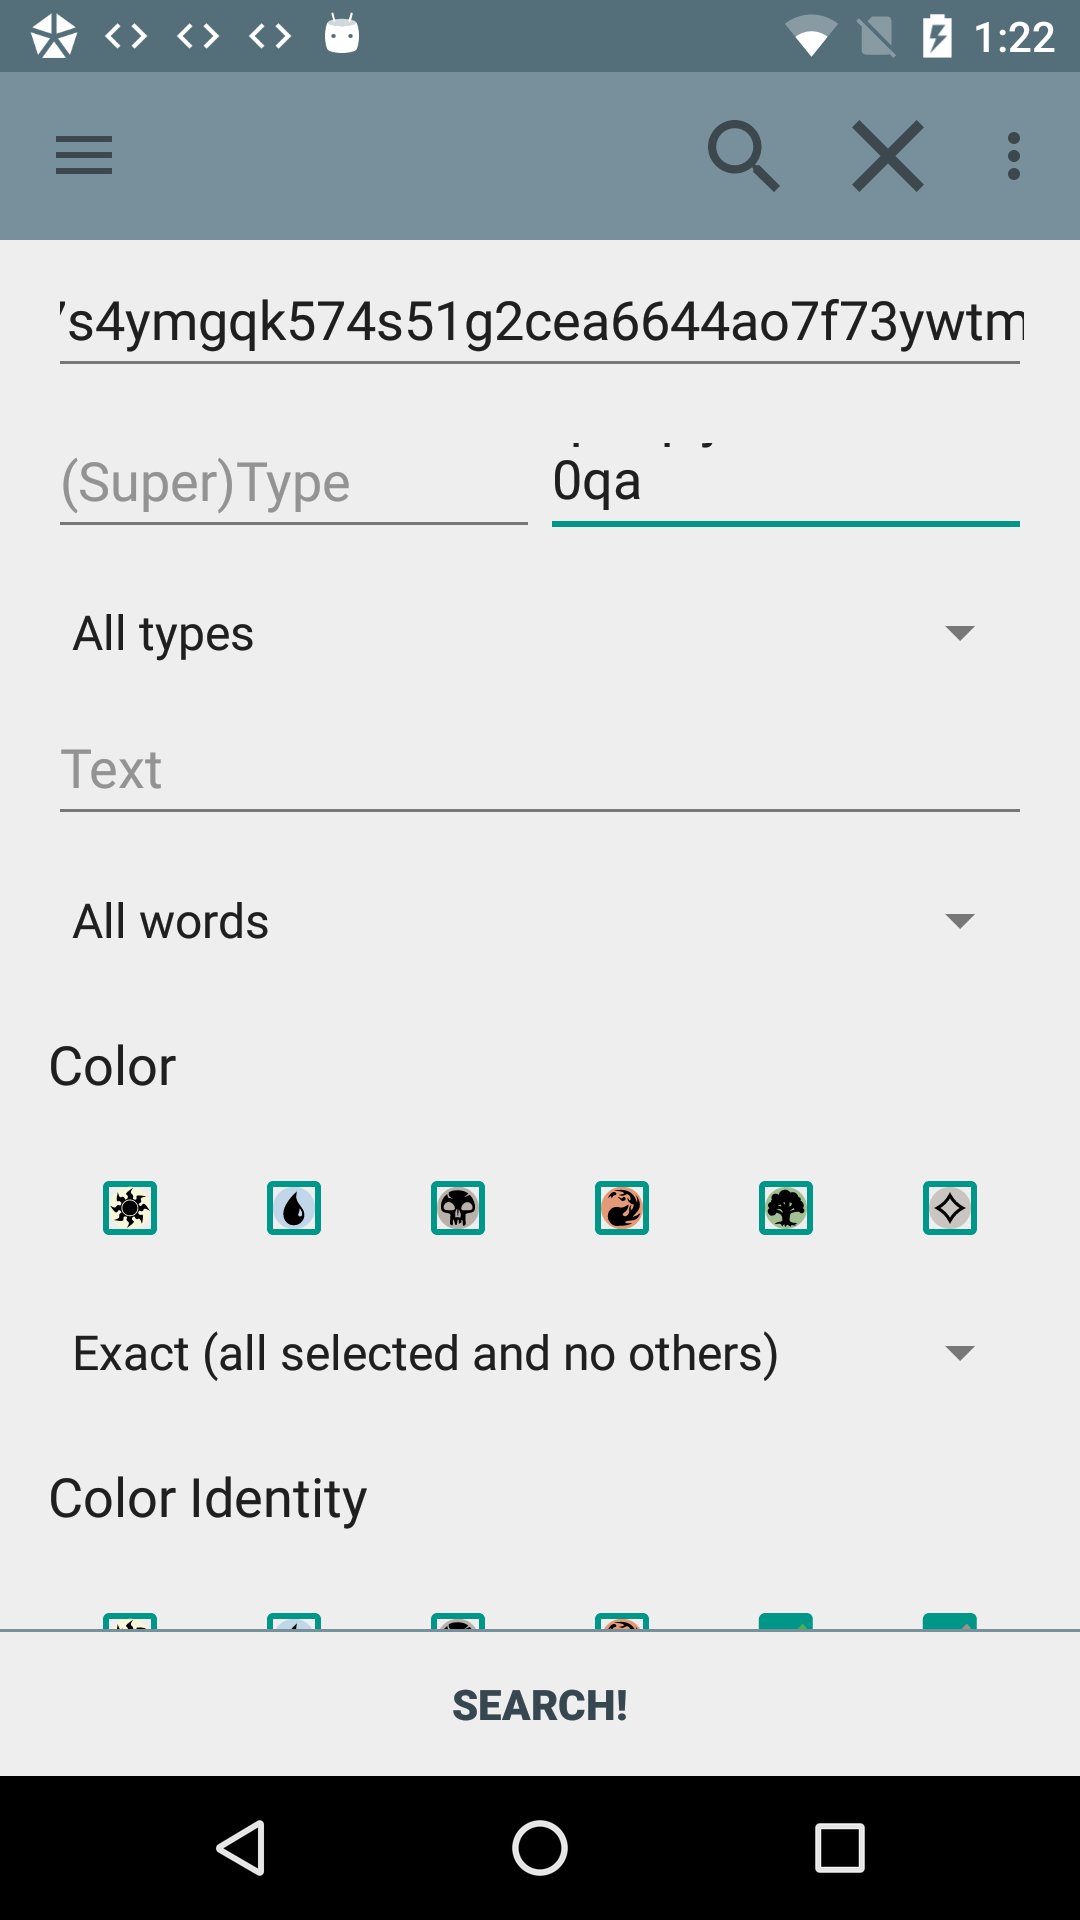 1:22
s4ymgqk574s51g2cea6644ao7f73ywtm
(Super)Type
0qa
All types
Text
All words
Color
Exact (all selected and no others)
Color Identity
SEARCH!